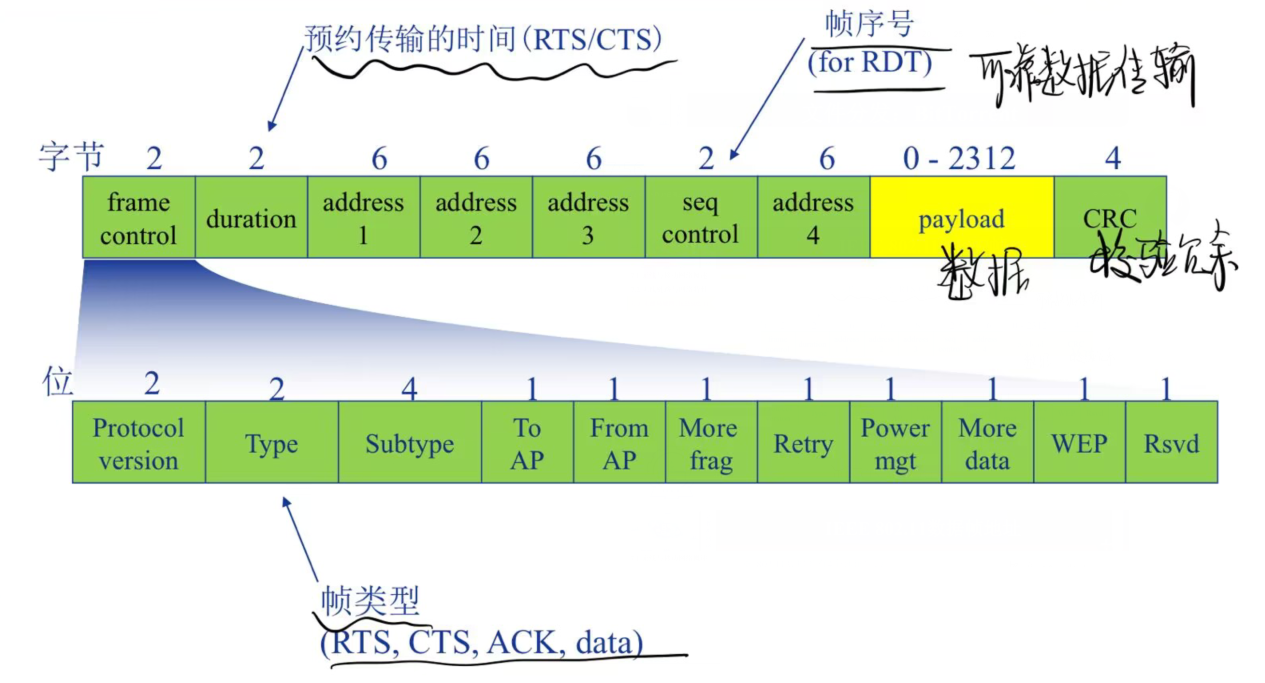 预约传输的时间(RTS/CTS)
帧序号
(for RDT)
可靠数据传输
字节 2 2 6 6 6 2 6 0 - 2312 4
frame control
duration
address 1
address 2
address 3
seq control
address 4
payload
CRC
数据
校验冗余
位 2 2 4 1 1 1 1 1 1 1 1
Protocol version
Type
Subtype
To AP
From AP
More frag
Retry
Power mgt
More data
WEP
Rsvd
帧类型
(RTS, CTS, ACK, data)